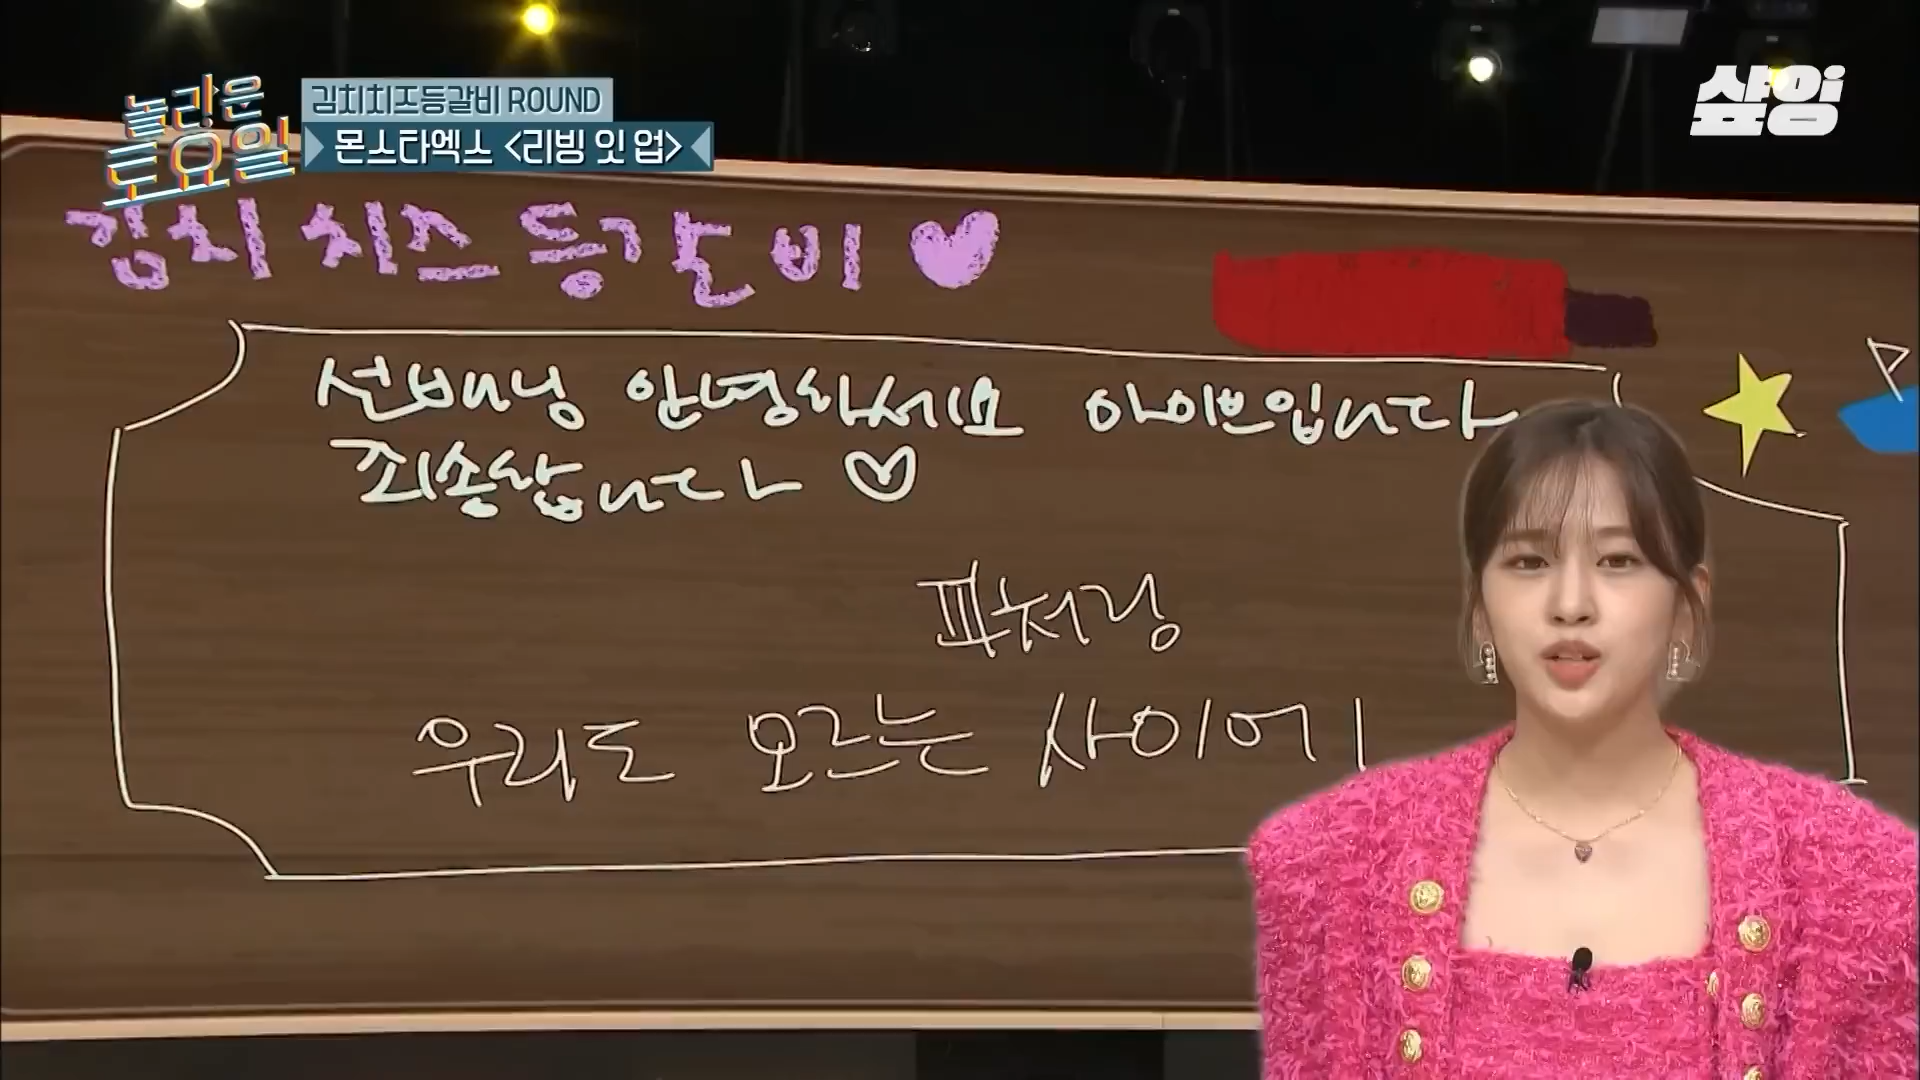 놀라운 토요일
김치치즈등갈비 ROUND
몬스타엑스 <리빙 잇 업>
샾잉
김치치즈등갈비♥
선배님 안녕하세요 아이브입니다
죄송합니다 ♡
퍼처링
우리도 모르는 사이에